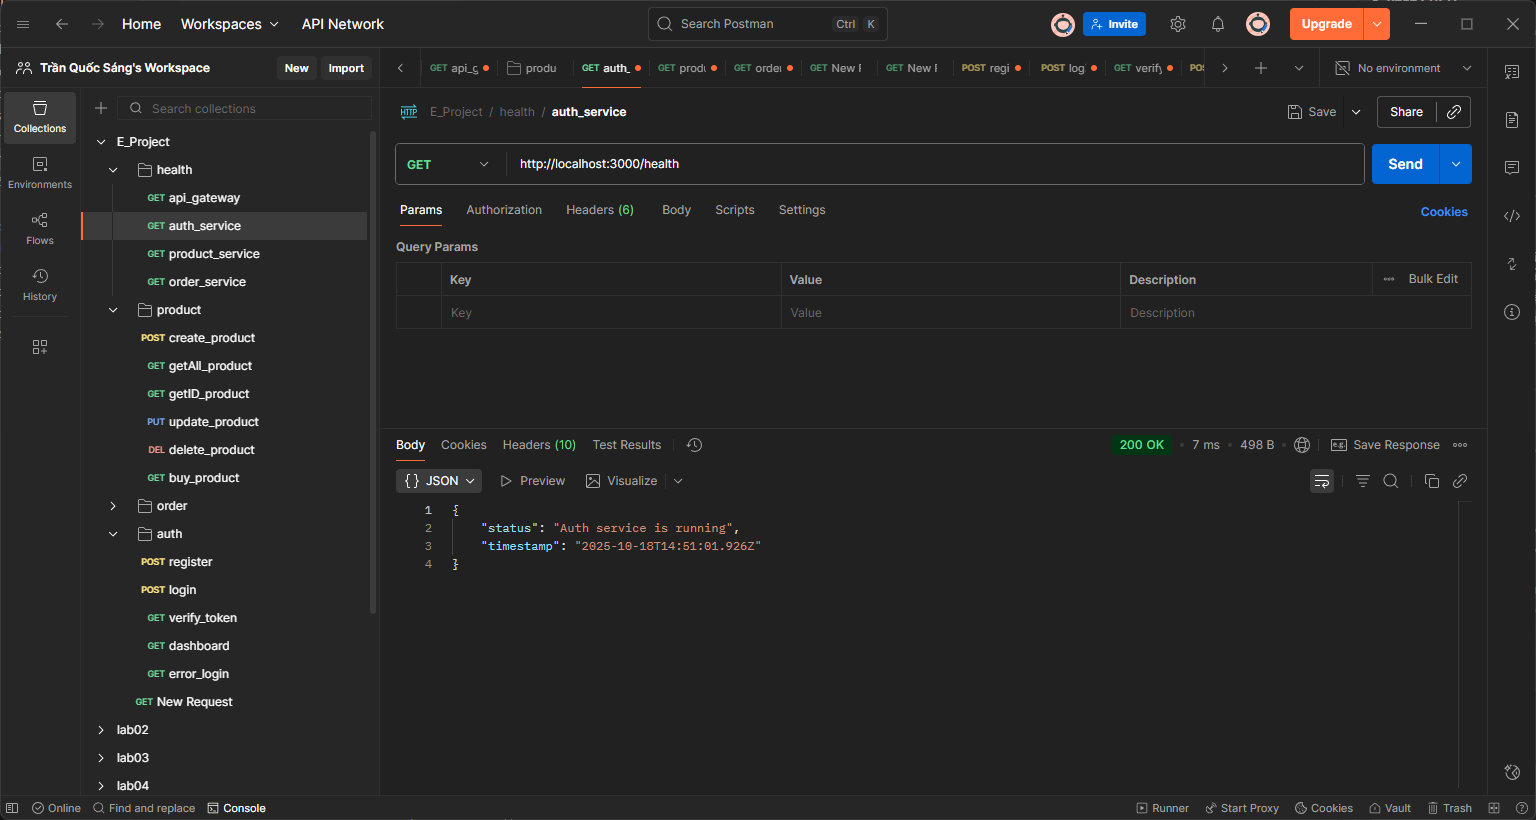 Home Workspaces API Network Search Postman Ctrl K Invite Upgrade
Trần Quốc Sáng's Workspace New Import
GET api_g GET produ GET auth_ GET produ GET order GET New R GET New R POST regi POST log GET verify POS No environment
Collections
Environments
Flows
History
Search collections
E_Project
health
GET api_gateway
GET auth_service
GET product_service
GET order_service
product
POST create_product
GET getAll_product
GET getID_product
PUT update_product
DEL delete_product
GET buy_product
order
auth
POST register
POST login
GET verify_token
GET dashboard
GET error_login
GET New Request
lab02
lab03
lab04
HTTP E_Project / health / auth_service Save Share
GET http://localhost:3000/health Send
Params Authorization Headers (6) Body Scripts Settings Cookies
Query Params
Key Value Description Bulk Edit
Key Value Description
Body Cookies Headers (10) Test Results 200 OK 7 ms 498 B e.g. Save Response
{} JSON Preview Visualize
1 {
2 "status": "Auth service is running",
3 "timestamp": "2025-10-18T14:51:01.926Z"
4 }
Online Find and replace Console Runner Start Proxy Cookies Vault Trash